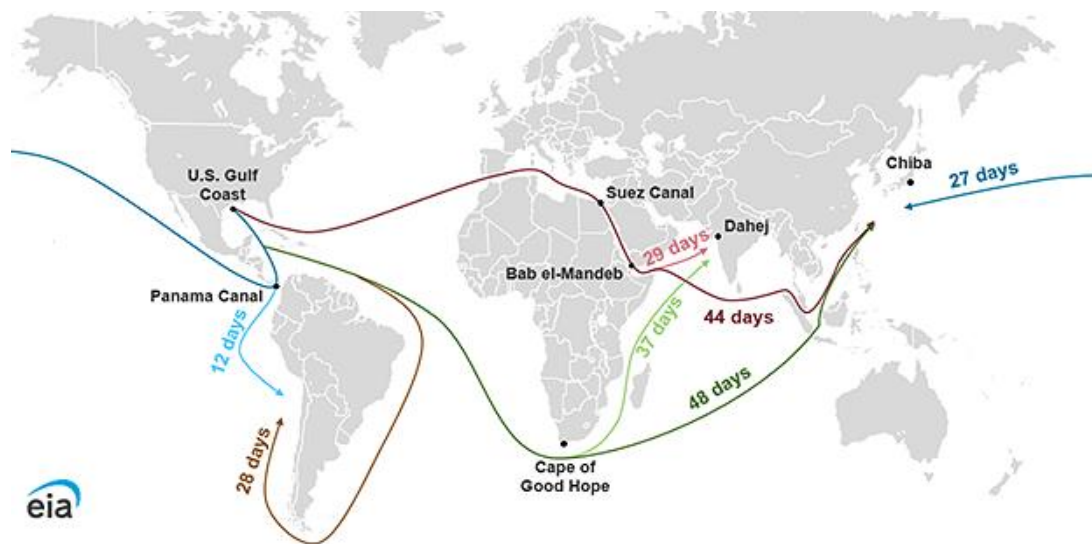 Chiba
27 days
U.S. Gulf
Coast
Suez Canal
Dahej
29 days
Bab el-Mandeb
Panama Canal
12 days
37 days
44 days
48 days
28 days
Cape of
Good Hope
eia